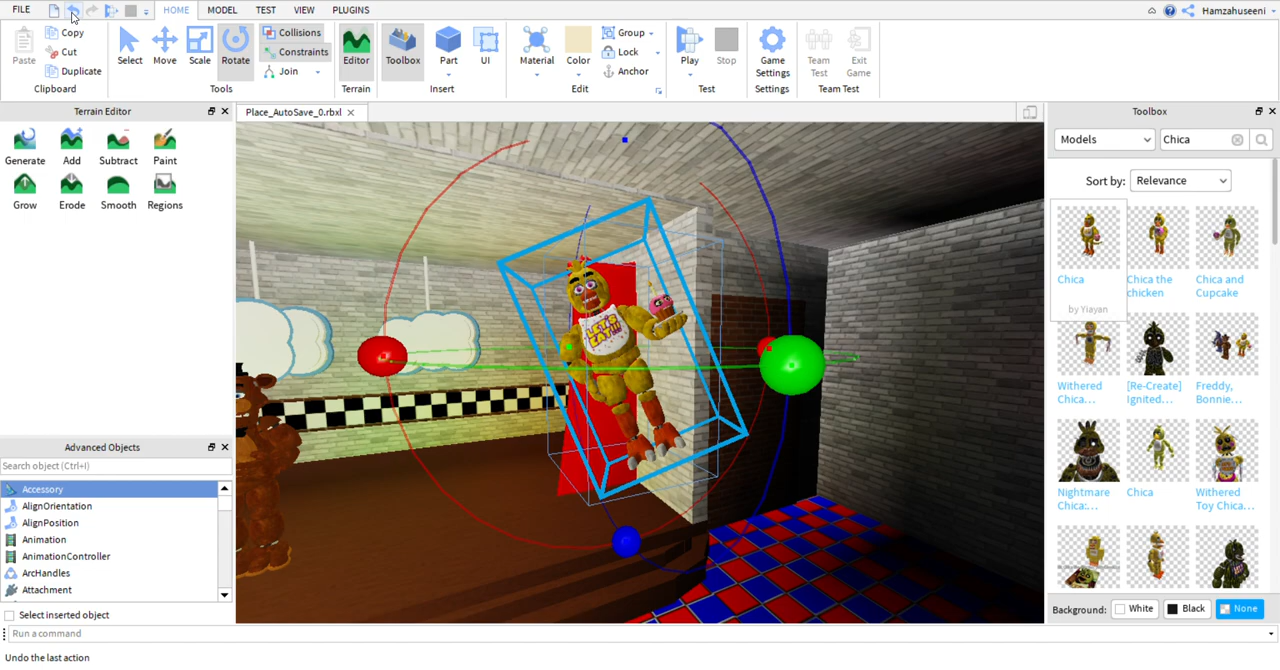 FILE
HOME
MODEL
TEST
VIEW
PLUGINS
Hamzahuseeni
Paste
Copy
Cut
Duplicate
Clipboard
Select
Move
Scale
Rotate
Collisions
Constraints
Join
Tools
Editor
Terrain
Toolbox
Part
UI
Insert
Material
Color
Group
Lock
Anchor
Edit
Play
Stop
Test
Game
Settings
Settings
Team
Test
Exit
Game
Team Test
Terrain Editor
Generate
Add
Subtract
Paint
Grow
Erode
Smooth
Regions
Advanced Objects
Search object (Ctrl+I)
Accessory
AlignOrientation
AlignPosition
Animation
AnimationController
ArcHandles
Attachment
Select inserted object
Run a command
Undo the last action
Place_AutoSave_0.rbxl
LET'S
EAT!!!
Toolbox
Models
Chica
Sort by:
Relevance
Chica
by Yiayan
Chica the
chicken
Chica and
Cupcake
Withered
Chica...
[Re-Create]
Ignited...
Freddy,
Bonnie...
Nightmare
Chica:...
Chica
Withered
Toy Chica...
Background:
White
Black
None